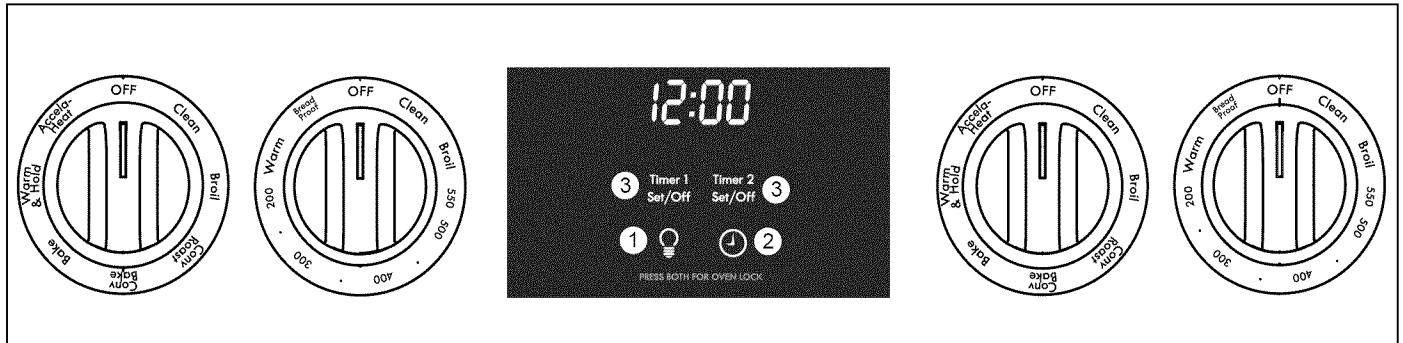 OFF
Clean
Broil
Conv
Roast
Conv
Bake
Bake
Warm
& Hold
Accela-
Heat
OFF
Clean
Broil
550
500
400
300
200
Warm
Bread
Proof
12:00
3 Timer 1 Timer 2 3
Set/Off Set/Off
1 2
PRESS BOTH FOR OVEN LOCK
OFF
Clean
Broil
Conv
Roast
Conv
Bake
Bake
Warm
& Hold
Accela-
Heat
OFF
Clean
Broil
550
500
400
300
200
Warm
Bread
Proof